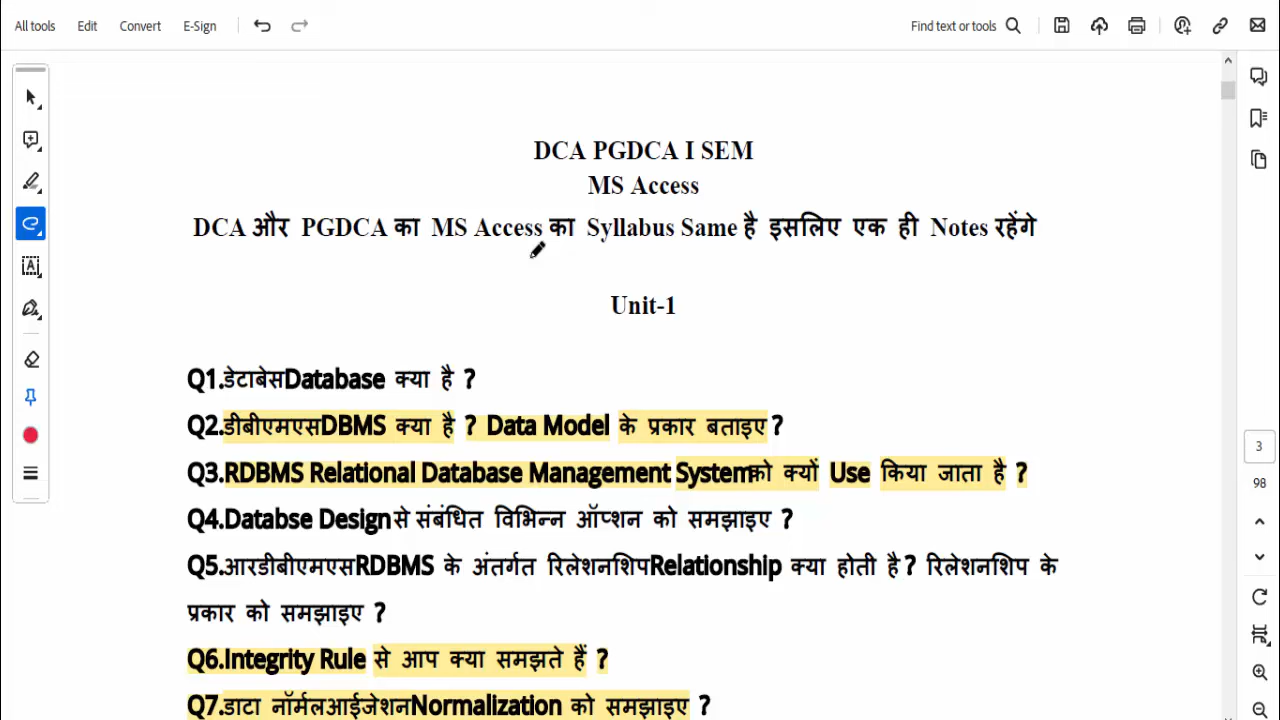 All tools Edit Convert E-Sign Find text or tools
DCA PGDCA I SEM
MS Access
DCA और PGDCA का MS Access का Syllabus Same है इसलिए एक ही Notes रहेंगे
Unit-1
Q1.डेटाबेसDatabase क्या है ?
Q2.डीबीएमएसDBMS क्या है ? Data Model के प्रकार बताइए ?
Q3.RDBMS Relational Database Management Systemको क्यों Use किया जाता है ?
Q4.Databse Designसे संबंधित विभिन्न ऑप्शन को समझाइए ?
Q5.आरडीबीएमएसRDBMS के अंतर्गत रिलेशनशिपRelationship क्या होती है? रिलेशनशिप के
प्रकार को समझाइए ?
Q6.Integrity Rule से आप क्या समझते हैं ?
Q7.डाटा नॉर्मलआईजेशनNormalization को समझाइए ?
3
98